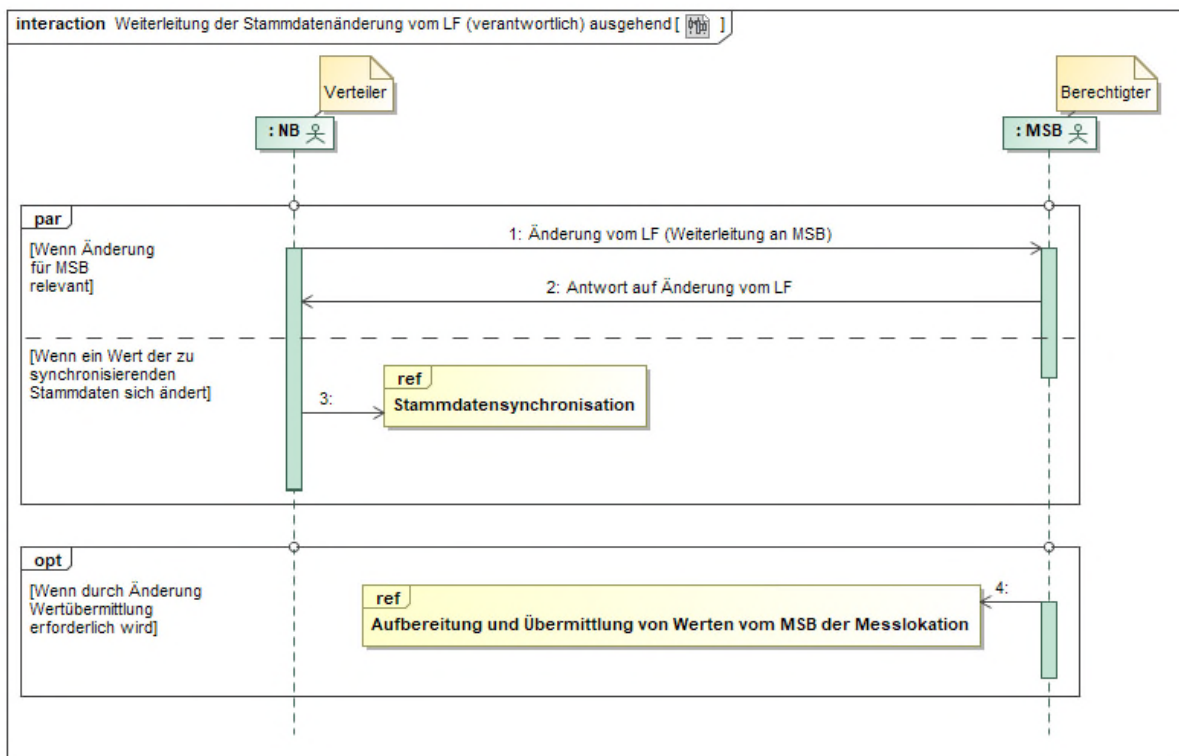 interaction Weiterleitung der Stammdatenänderung vom LF (verantwortlich) ausgehend [ ]
Verteiler
Berechtigter
: NB
: MSB
par
[Wenn Änderung
für MSB
relevant]
1: Änderung vom LF (Weiterleitung an MSB)
2: Antwort auf Änderung vom LF
[Wenn ein Wert der zu
synchronisierenden
Stammdaten sich ändert]
3:
ref
Stammdatensynchronisation
opt
[Wenn durch Änderung
Wertübermittlung
erforderlich wird]
4:
ref
Aufbereitung und Übermittlung von Werten vom MSB der Messlokation